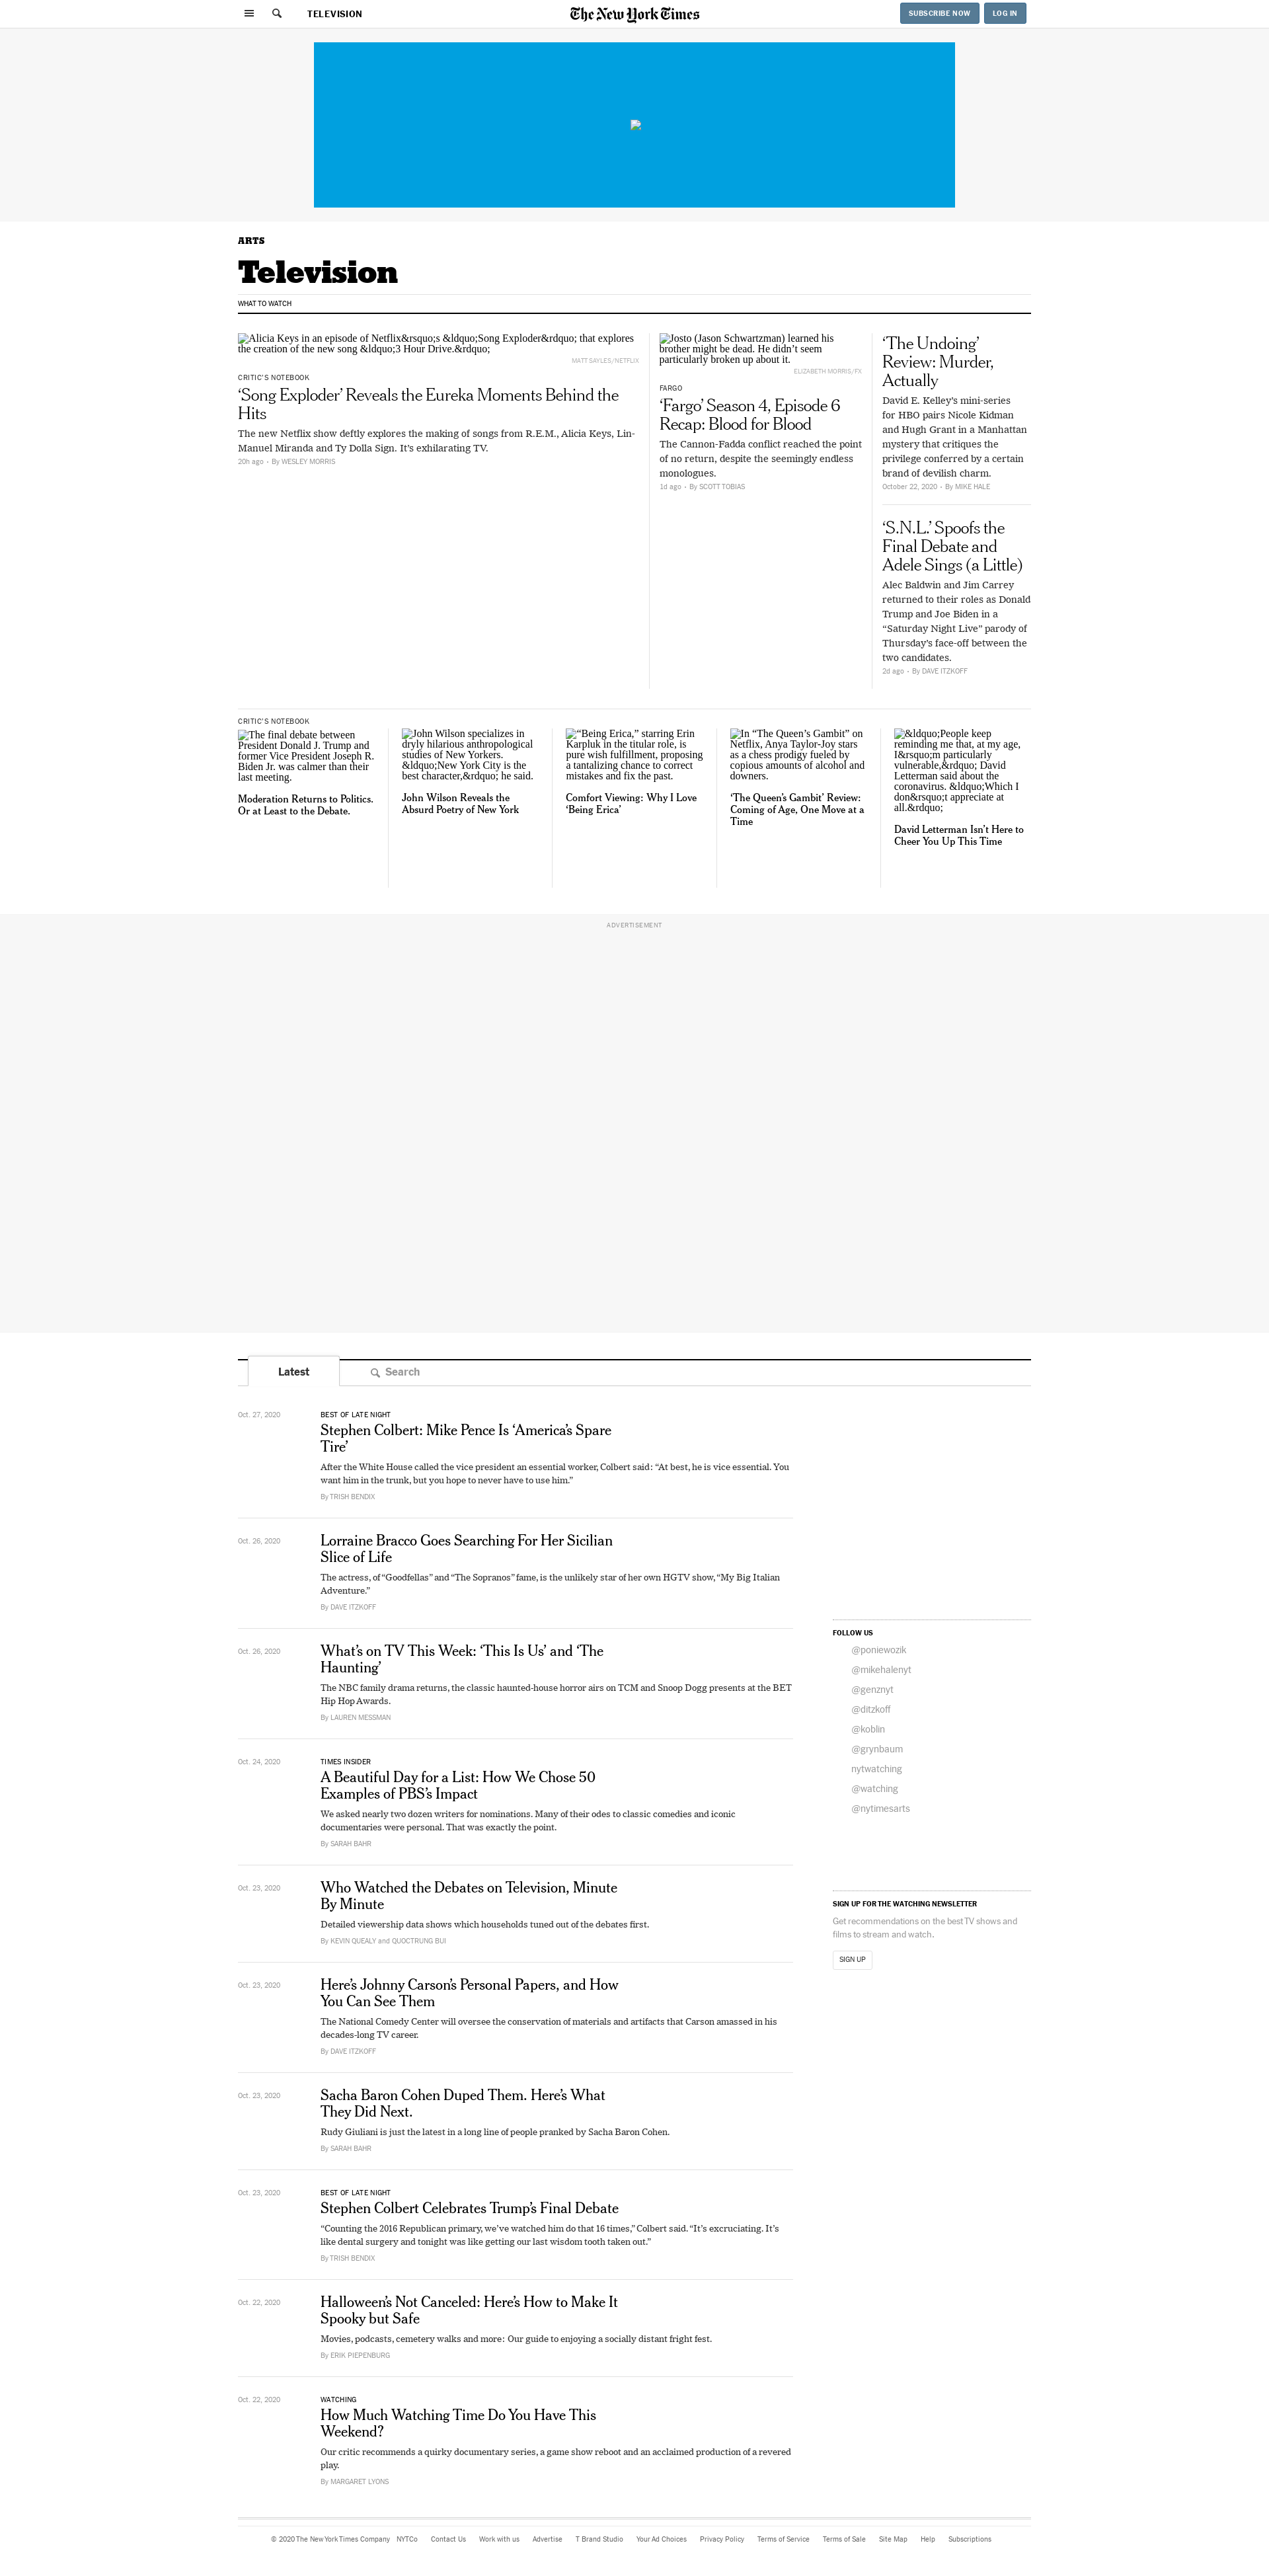 TELEVISION
The New York Times
SUBSCRIBE NOW
LOG IN
ARTS
Television
WHAT TO WATCH
Alicia Keys in an episode of Netflix&rsquo;s &ldquo;Song Exploder&rdquo; that explores
the creation of the new song &ldquo;3 Hour Drive.&rdquo;
MATT SAYLES/NETFLIX
CRITIC'S NOTEBOOK
‘Song Exploder’ Reveals the Eureka Moments Behind the
Hits
The new Netflix show deftly explores the making of songs from R.E.M., Alicia Keys, Lin-
Manuel Miranda and Ty Dolla Sign. It’s exhilarating TV.
20h ago • By WESLEY MORRIS
Josto (Jason Schwartzman) learned his
brother might be dead. He didn’t seem
particularly broken up about it.
ELIZABETH MORRIS/FX
FARGO
‘Fargo’ Season 4, Episode 6
Recap: Blood for Blood
The Cannon-Fadda conflict reached the point
of no return, despite the seemingly endless
monologues.
1d ago • By SCOTT TOBIAS
‘The Undoing’
Review: Murder,
Actually
David E. Kelley’s mini-series
for HBO pairs Nicole Kidman
and Hugh Grant in a Manhattan
mystery that critiques the
privilege conferred by a certain
brand of devilish charm.
October 22, 2020 • By MIKE HALE
‘S.N.L.’ Spoofs the
Final Debate and
Adele Sings (a Little)
Alec Baldwin and Jim Carrey
returned to their roles as Donald
Trump and Joe Biden in a
“Saturday Night Live” parody of
Thursday’s face-off between the
two candidates.
2d ago • By DAVE ITZKOFF
CRITIC'S NOTEBOOK
The final debate between
President Donald J. Trump and
former Vice President Joseph R.
Biden Jr. was calmer than their
last meeting.
Moderation Returns to Politics.
Or at Least to the Debate.
John Wilson specializes in
dryly hilarious anthropological
studies of New Yorkers.
&ldquo;New York City is the
best character,&rdquo; he said.
John Wilson Reveals the
Absurd Poetry of New York
“Being Erica,” starring Erin
Karpluk in the titular role, is
pure wish fulfillment, proposing
a tantalizing chance to correct
mistakes and fix the past.
Comfort Viewing: Why I Love
‘Being Erica’
In “The Queen’s Gambit” on
Netflix, Anya Taylor-Joy stars
as a chess prodigy fueled by
copious amounts of alcohol and
downers.
‘The Queen’s Gambit’ Review:
Coming of Age, One Move at a
Time
&ldquo;People keep
reminding me that, at my age,
I&rsquo;m particularly
vulnerable,&rdquo; David
Letterman said about the
coronavirus. &ldquo;Which I
don&rsquo;t appreciate at
all.&rdquo;
David Letterman Isn’t Here to
Cheer You Up This Time
ADVERTISEMENT
Latest
Search
Oct. 27, 2020
BEST OF LATE NIGHT
Stephen Colbert: Mike Pence Is ‘America’s Spare
Tire’
After the White House called the vice president an essential worker, Colbert said: “At best, he is vice essential. You
want him in the trunk, but you hope to never have to use him.”
By TRISH BENDIX
Oct. 26, 2020
Lorraine Bracco Goes Searching For Her Sicilian
Slice of Life
The actress, of “Goodfellas” and “The Sopranos” fame, is the unlikely star of her own HGTV show, “My Big Italian
Adventure.”
By DAVE ITZKOFF
Oct. 26, 2020
What’s on TV This Week: ‘This Is Us’ and ‘The
Haunting’
The NBC family drama returns, the classic haunted-house horror airs on TCM and Snoop Dogg presents at the BET
Hip Hop Awards.
By LAUREN MESSMAN
Oct. 24, 2020
TIMES INSIDER
A Beautiful Day for a List: How We Chose 50
Examples of PBS’s Impact
We asked nearly two dozen writers for nominations. Many of their odes to classic comedies and iconic
documentaries were personal. That was exactly the point.
By SARAH BAHR
Oct. 23, 2020
Who Watched the Debates on Television, Minute
By Minute
Detailed viewership data shows which households tuned out of the debates first.
By KEVIN QUEALY and QUOCTRUNG BUI
Oct. 23, 2020
Here’s Johnny Carson’s Personal Papers, and How
You Can See Them
The National Comedy Center will oversee the conservation of materials and artifacts that Carson amassed in his
decades-long TV career.
By DAVE ITZKOFF
Oct. 23, 2020
Sacha Baron Cohen Duped Them. Here’s What
They Did Next.
Rudy Giuliani is just the latest in a long line of people pranked by Sacha Baron Cohen.
By SARAH BAHR
Oct. 23, 2020
BEST OF LATE NIGHT
Stephen Colbert Celebrates Trump’s Final Debate
“Counting the 2016 Republican primary, we’ve watched him do that 16 times,” Colbert said. “It’s excruciating. It’s
like dental surgery and tonight was like getting our last wisdom tooth taken out.”
By TRISH BENDIX
Oct. 22, 2020
Halloween’s Not Canceled: Here’s How to Make It
Spooky but Safe
Movies, podcasts, cemetery walks and more: Our guide to enjoying a socially distant fright fest.
By ERIK PIEPENBURG
Oct. 22, 2020
WATCHING
How Much Watching Time Do You Have This
Weekend?
Our critic recommends a quirky documentary series, a game show reboot and an acclaimed production of a revered
play.
By MARGARET LYONS
FOLLOW US
@poniewozik
@mikehalenyt
@genznyt
@ditzkoff
@koblin
@grynbaum
nytwatching
@watching
@nytimesarts
SIGN UP FOR THE WATCHING NEWSLETTER
Get recommendations on the best TV shows and
films to stream and watch.
SIGN UP
© 2020 The New York Times Company NYTCo Contact Us Work with us Advertise T Brand Studio Your Ad Choices Privacy Policy Terms of Service Terms of Sale Site Map Help Subscriptions